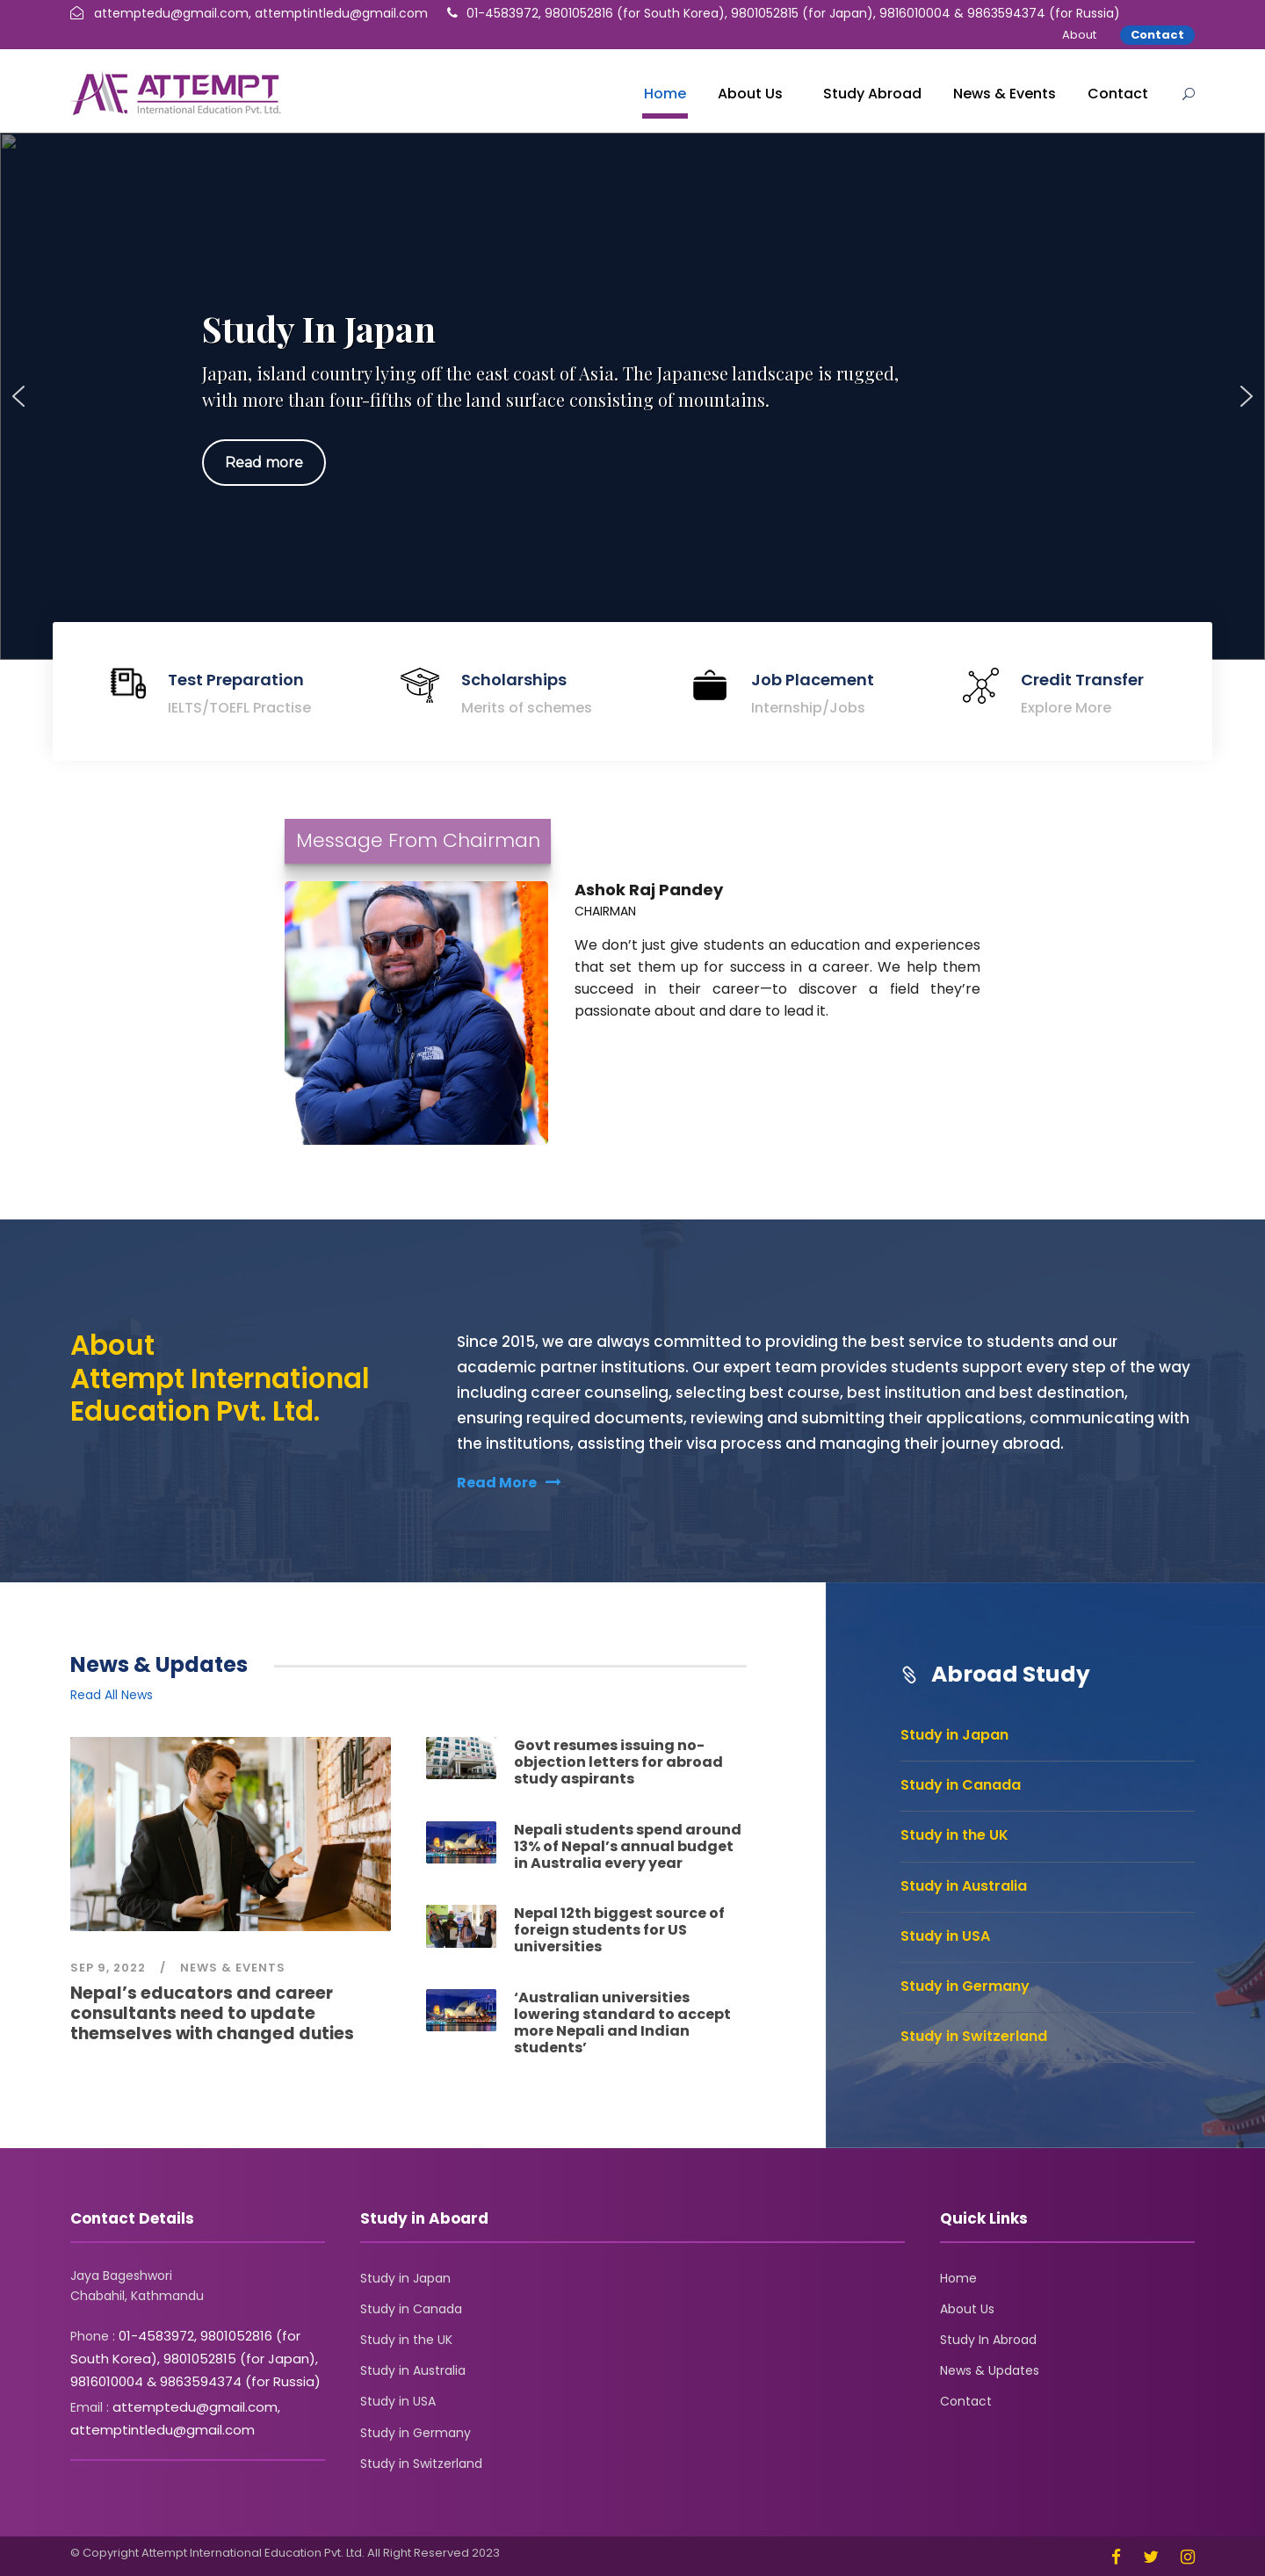 attemptedu@gmail.com, attemptintledu@gmail.com 01-4583972, 9801052816 (for South Korea), 9801052815 (for Japan), 9816010004 & 9863594374 (for Russia)
About Contact
ATTEMPT
International Education Pvt. Ltd.
Home About Us Study Abroad News & Events Contact
Study In Japan
Japan, island country lying off the east coast of Asia. The Japanese landscape is rugged,
with more than four-fifths of the land surface consisting of mountains.
Read more
Test Preparation
IELTS/TOEFL Practise
Scholarships
Merits of schemes
Job Placement
Internship/Jobs
Credit Transfer
Explore More
Message From Chairman
Ashok Raj Pandey
CHAIRMAN
We don’t just give students an education and experiences
that set them up for success in a career. We help them
succeed in their career—to discover a field they’re
passionate about and dare to lead it.
THE NORTH FACE
About
Attempt International
Education Pvt. Ltd.
Since 2015, we are always committed to providing the best service to students and our
academic partner institutions. Our expert team provides students support every step of the way
including career counseling, selecting best course, best institution and best destination,
ensuring required documents, reviewing and submitting their applications, communicating with
the institutions, assisting their visa process and managing their journey abroad.
Read More
News & Updates
Read All News
SEP 9, 2022 / NEWS & EVENTS
Nepal’s educators and career
consultants need to update
themselves with changed duties
Govt resumes issuing no-
objection letters for abroad
study aspirants
Nepali students spend around
13% of Nepal’s annual budget
in Australia every year
Nepal 12th biggest source of
foreign students for US
universities
‘Australian universities
lowering standard to accept
more Nepali and Indian
students’
Abroad Study
Study in Japan
Study in Canada
Study in the UK
Study in Australia
Study in USA
Study in Germany
Study in Switzerland
Contact Details
Jaya Bageshwori
Chabahil, Kathmandu
Phone : 01-4583972, 9801052816 (for
South Korea), 9801052815 (for Japan),
9816010004 & 9863594374 (for Russia)
Email : attemptedu@gmail.com,
attemptintledu@gmail.com
Study in Aboard
Study in Japan
Study in Canada
Study in the UK
Study in Australia
Study in USA
Study in Germany
Study in Switzerland
Quick Links
Home
About Us
Study In Abroad
News & Updates
Contact
© Copyright Attempt International Education Pvt. Ltd. All Right Reserved 2023